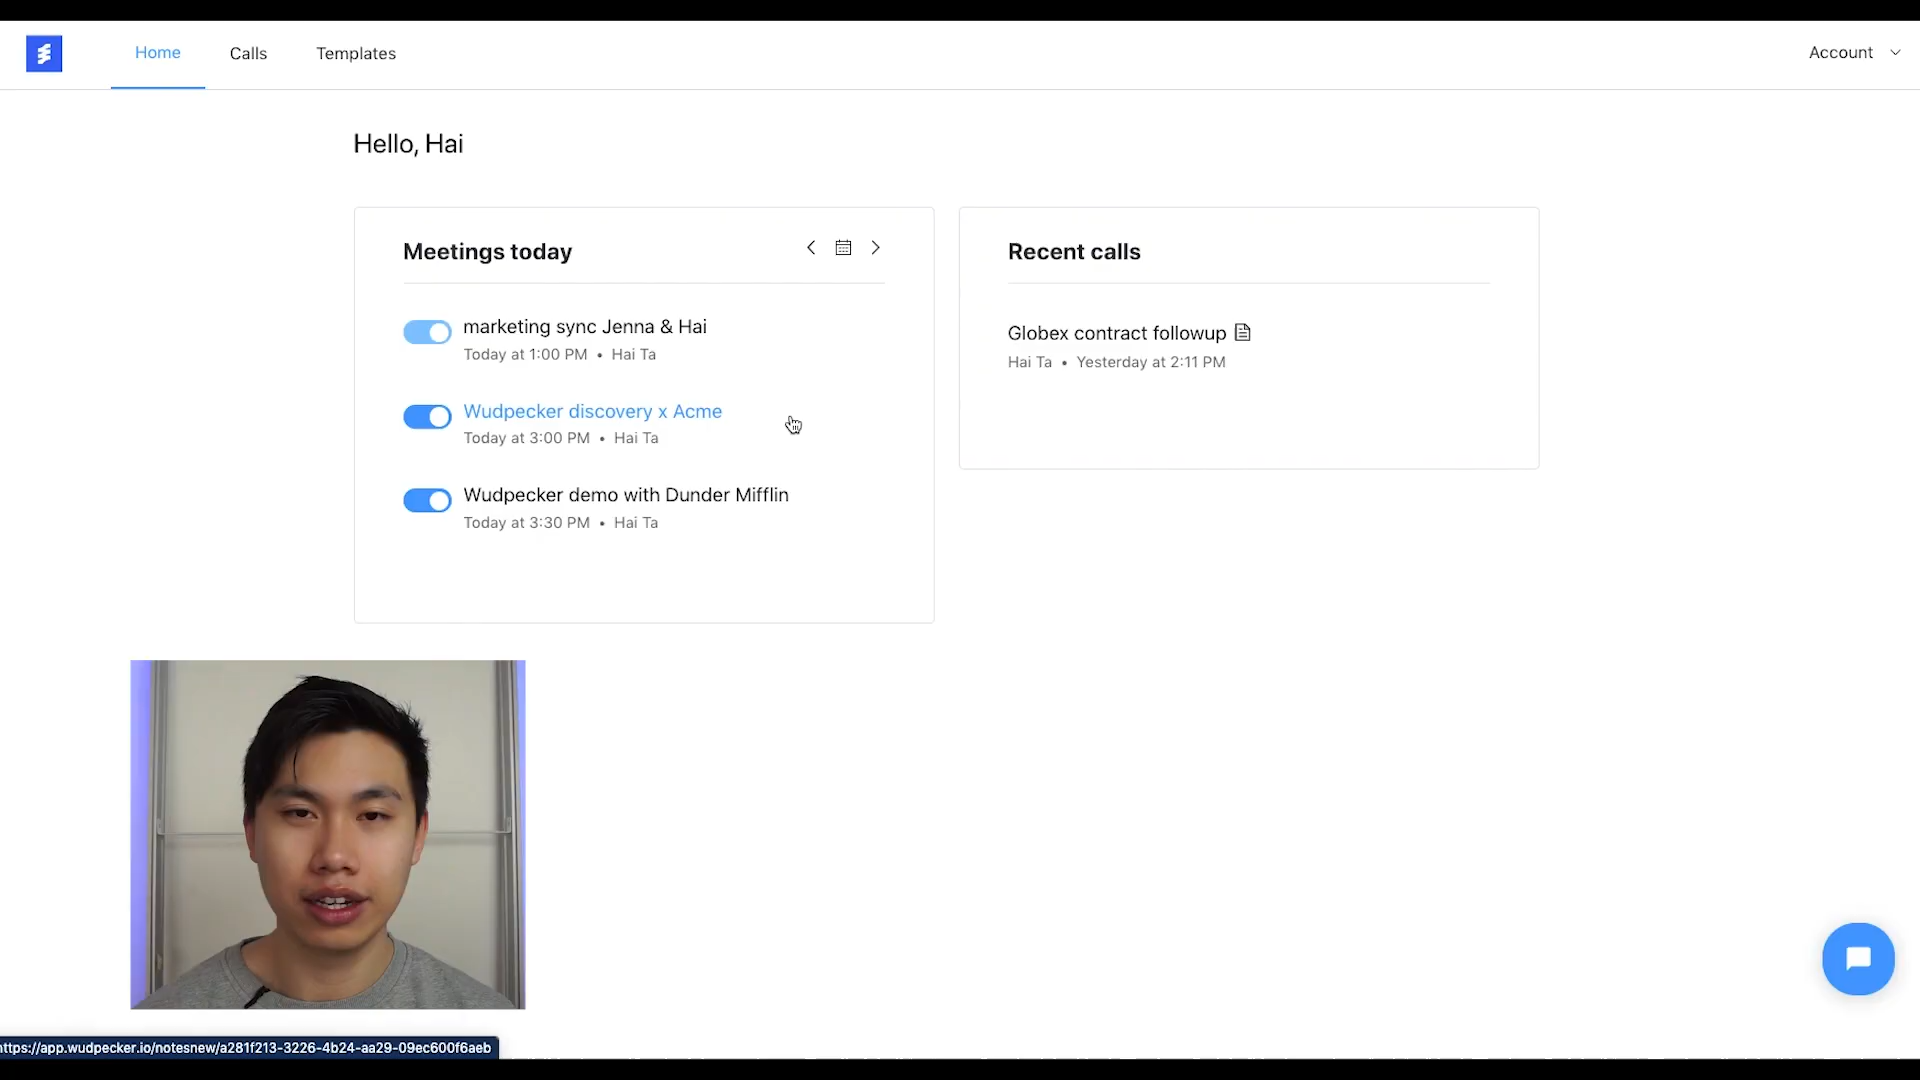 Home
Calls
Templates
Account
Hello, Hai
Meetings today
marketing sync Jenna & Hai
Today at 1:00 PM • Hai Ta
Wudpecker discovery x Acme
Today at 3:00 PM • Hai Ta
Wudpecker demo with Dunder Mifflin
Today at 3:30 PM • Hai Ta
Recent calls
Globex contract followup
Hai Ta • Yesterday at 2:11 PM
https://app.wudpecker.io/notesnew/a281f213-3226-4b24-aa29-09ec600f6aeb